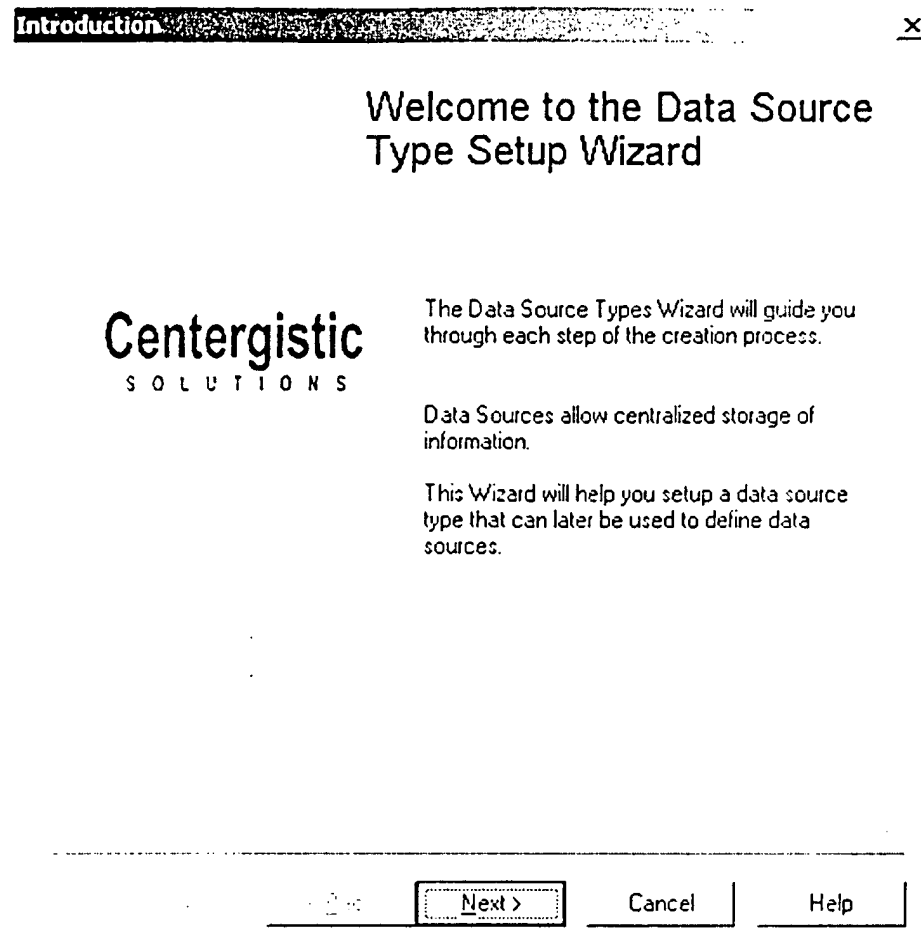 Introduction
X
Welcome to the Data Source
Type Setup Wizard
Centergistic
SOLUTIONS
The Data Source Types Wizard will guide you
through each step of the creation process.
Data Sources allow centralized storage of
information.
This Wizard will help you setup a data source
type that can later be used to define data
sources.
Next >
Cancel
Help